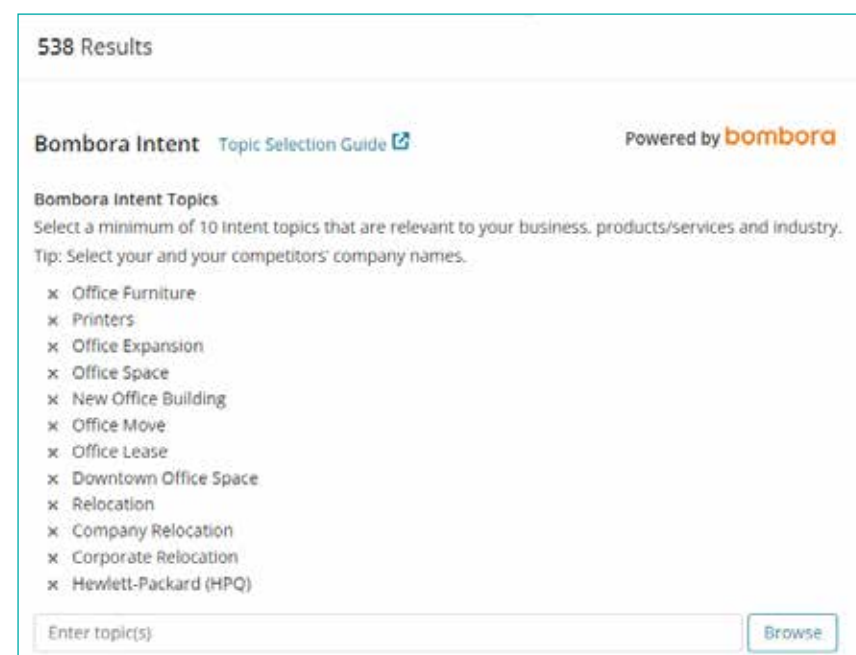 538 Results
Bombora Intent Topic Selection Guide
Powered by bombora
Bombora Intent Topics
Select a minimum of 10 Intent topics that are relevant to your business, products/services and industry.
Tip: Select your and your competitors' company names.
× Office Furniture
× Printers
× Office Expansion
× Office Space
× New Office Building
× Office Move
× Office Lease
× Downtown Office Space
× Relocation
× Company Relocation
× Corporate Relocation
× Hewlett-Packard (HPQ)
Enter topic(s)
Browse